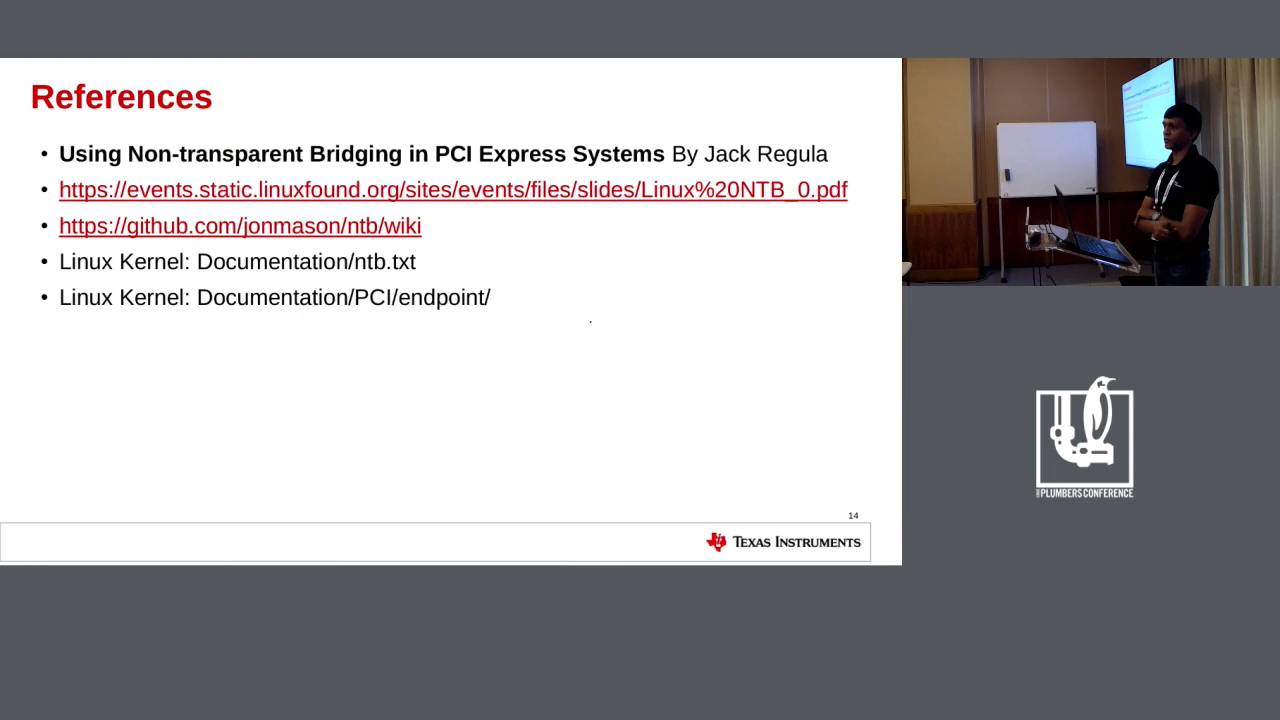 References
• Using Non-transparent Bridging in PCI Express Systems By Jack Regula
• https://events.static.linuxfound.org/sites/events/files/slides/Linux%20NTB_0.pdf
• https://github.com/jonmason/ntb/wiki
• Linux Kernel: Documentation/ntb.txt
• Linux Kernel: Documentation/PCI/endpoint/
14
TEXAS INSTRUMENTS
PLUMBERS CONFERENCE